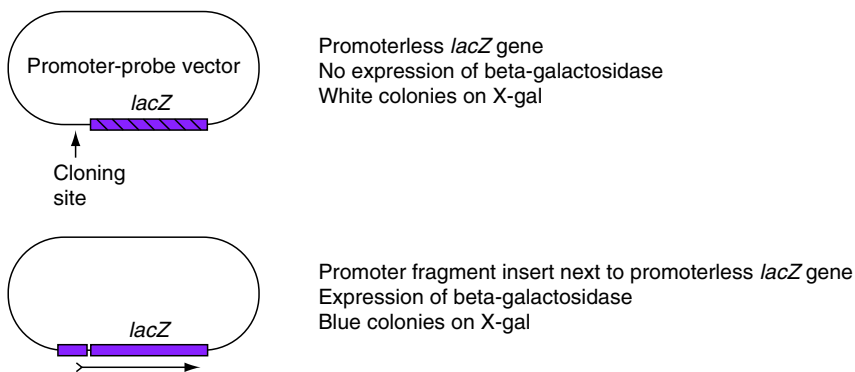 Promoter-probe vector
lacZ
Cloning
site
Promoterless lacZ gene
No expression of beta-galactosidase
White colonies on X-gal
lacZ
Promoter fragment insert next to promoterless lacZ gene
Expression of beta-galactosidase
Blue colonies on X-gal